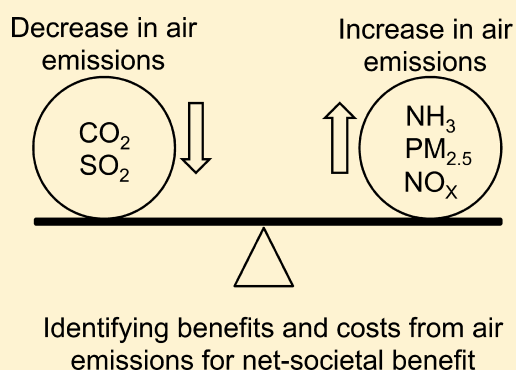 Decrease in air
emissions
CO₂
SO₂
Increase in air
emissions
NH₃
PM₂.₅
NOₓ
Identifying benefits and costs from air
emissions for net-societal benefit